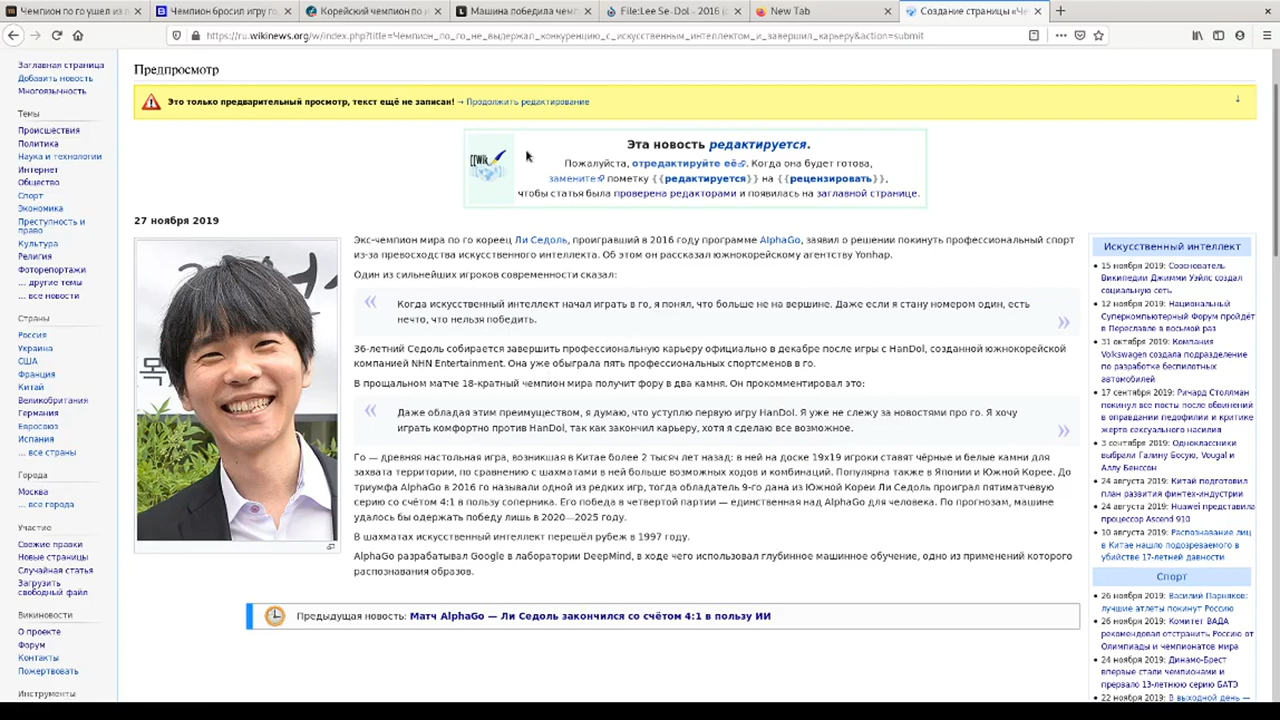 Чемпион по го ушел из п
Чемпион бросил игру го
Корейский чемпион по и
Машина победила чемп
File:Lee Se-Dol - 2016 (c
New Tab
Создание страницы «Че
https://ru.wikinews.org/w/index.php?title=Чемпион_по_го_не_выдержал_конкуренцию_с_искусственным_интеллектом_и_завершил_карьеру&action=submit
Заглавная страница
Добавить новость
Многоязычность
Темы
Происшествия
Политика
Наука и технологии
Интернет
Общество
Спорт
Экономика
Преступность и
право
Культура
Религия
Фоторепортажи
... другие темы
... все новости
Страны
Россия
Украина
США
Франция
Китай
Великобритания
Германия
Евросоюз
Испания
... все страны
Города
Москва
... все города
Участие
Свежие правки
Новые страницы
Случайная статья
Загрузить
свободный файл
Викиновости
О проекте
Форум
Контакты
Пожертвовать
Инструменты
Предпросмотр
Это только предварительный просмотр, текст ещё не записан! → Продолжить редактирование
Эта новость редактируется.
Пожалуйста, отредактируйте её. Когда она будет готова,
замените пометку {{редактируется}} на {{рецензировать}},
чтобы статья была проверена редакторами и появилась на заглавной странице.
[[Wik
27 ноября 2019
Экс-чемпион мира по го кореец Ли Седоль, проигравший в 2016 году программе AlphaGo, заявил о решении покинуть профессиональный спорт
из-за превосходства искусственного интеллекта. Об этом он рассказал южнокорейскому агентству Yonhap.
Один из сильнейших игроков современности сказал:
« Когда искусственный интеллект начал играть в го, я понял, что больше не на вершине. Даже если я стану номером один, есть
нечто, что нельзя победить. »
36-летний Седоль собирается завершить профессиональную карьеру официально в декабре после игры с HanDol, созданной южнокорейской
компанией NHN Entertainment. Она уже обыграла пять профессиональных спортсменов в го.
В прощальном матче 18-кратный чемпион мира получит фору в два камня. Он прокомментировал это:
« Даже обладая этим преимуществом, я думаю, что уступлю первую игру HanDol. Я уже не слежу за новостями про го. Я хочу
играть комфортно против HanDol, так как закончил карьеру, хотя я сделаю все возможное. »
Го — древняя настольная игра, возникшая в Китае более 2 тысяч лет назад: в ней на доске 19x19 игроки ставят чёрные и белые камни для
захвата территории, по сравнению с шахматами в ней больше возможных ходов и комбинаций. Популярна также в Японии и Южной Корее. До
триумфа AlphaGo в 2016 го называли одной из редких игр, тогда обладатель 9-го дана из Южной Кореи Ли Седоль проиграл пятиматчевую
серию со счётом 4:1 в пользу соперника. Его победа в четвертой партии — единственная над AlphaGo для человека. По прогнозам, машине
удалось бы одержать победу лишь в 2020—2025 году.
В шахматах искусственный интеллект перешёл рубеж в 1997 году.
AlphaGo разрабатывал Google в лаборатории DeepMind, в ходе чего использовал глубинное машинное обучение, одно из применений которого
распознавания образов.
Предыдущая новость: Матч AlphaGo — Ли Седоль закончился со счётом 4:1 в пользу ИИ
Искусственный интеллект
15 ноября 2019: Сооснователь
Википедии Джимми Уэйлс создал
социальную сеть
12 ноября 2019: Национальный
Суперкомпьютерный Форум пройдёт
в Переславле в восьмой раз
31 октября 2019: Компания
Volkswagen создала подразделение
по разработке беспилотных
автомобилей
17 сентября 2019: Ричард Столлман
покинул все посты после обвинений
в оправдании педофилии и критике
жертв сексуального насилия
3 сентября 2019: Одноклассники
выбрали Галину Босую, Vougal и
Аллу Бенссон
24 августа 2019: Китай подготовил
план развития финтех-индустрии
24 августа 2019: Huawei представила
процессор Ascend 910
10 августа 2019: Распознавание лиц
в Китае нашло подозреваемого в
убийстве 17-летней давности
Спорт
26 ноября 2019: Василий Парняков:
лучшие атлеты покинут Россию
26 ноября 2019: Комитет ВАДА
рекомендовал отстранить Россию от
Олимпиады и чемпионатов мира
24 ноября 2019: Динамо-Брест
впервые стали чемпионами и
прервало 13-летнюю серию БАТЭ
22 ноября 2019: В выходной день —